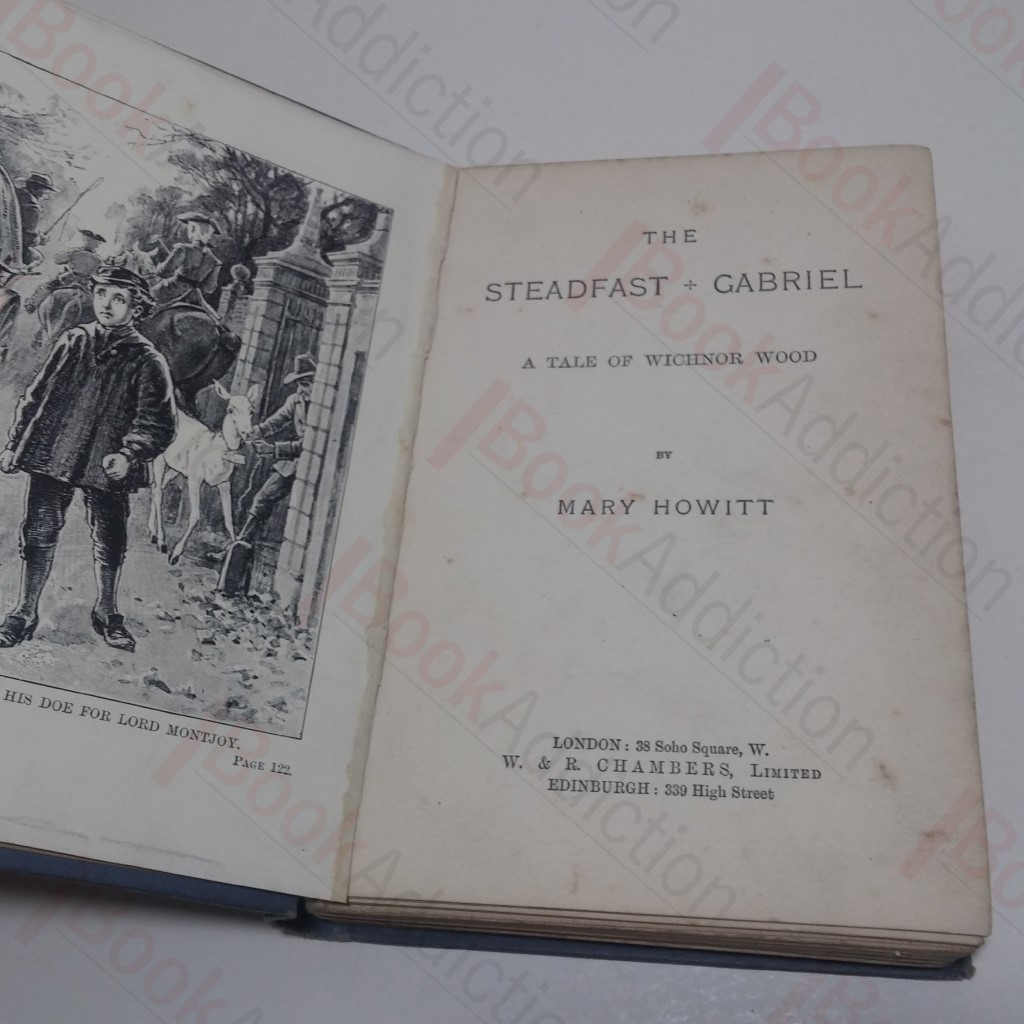 HIS DOE FOR LORD MONTJOY.
PAGE 122.
THE
STEADFAST + GABRIEL
A TALE OF WICHNOR WOOD
BY
MARY HOWITT
LONDON: 38 Soho Square, W.
W. & R. CHAMBERS, LIMITED
EDINBURGH: 339 High Street
BookAddiction